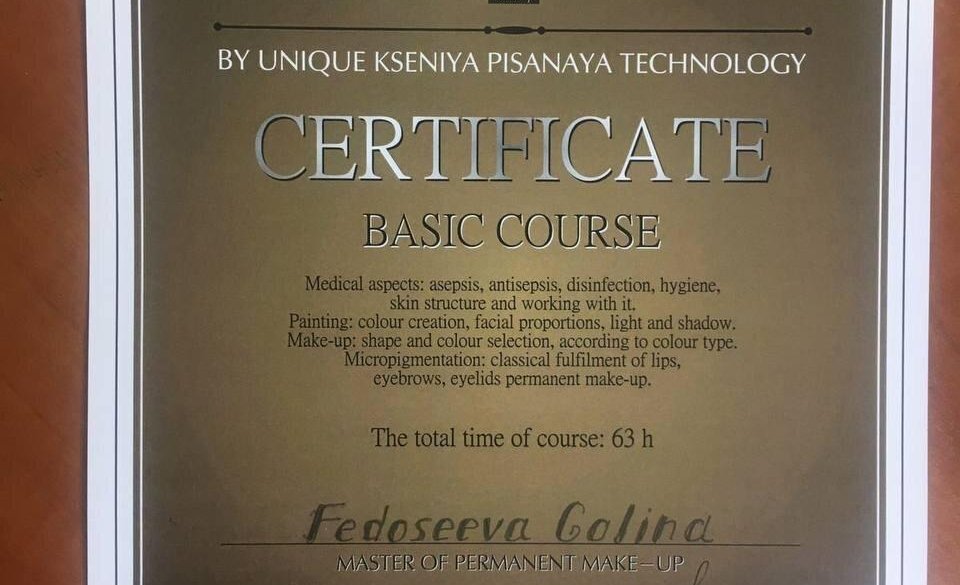 BY UNIQUE KSENIYA PISANAYA TECHNOLOGY
CERTIFICATE
BASIC COURSE
Medical aspects: asepsis, antisepsis, disinfection, hygiene,
skin structure and working with it.
Painting: colour creation, facial proportions, light and shadow.
Make-up: shape and colour selection, according to colour type.
Micropigmentation: classical fulfilment of lips,
eyebrows, eyelids permanent make-up.
The total time of course: 63 h
Fedoseeva Galina
MASTER OF PERMANENT MAKE-UP